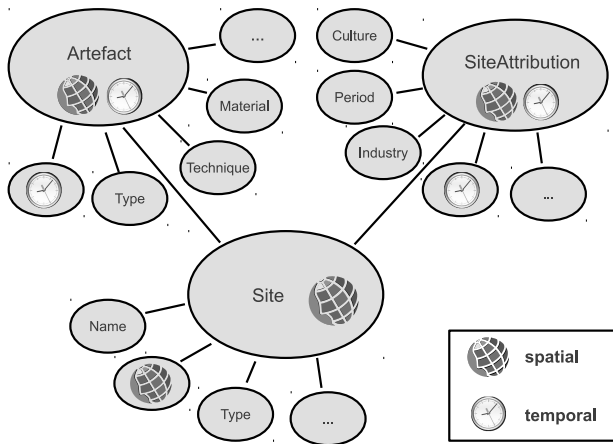 Artefact
...
Material
Technique
Type
Culture
SiteAttribution
Period
Industry
...
Site
Name
Type
...
spatial
temporal